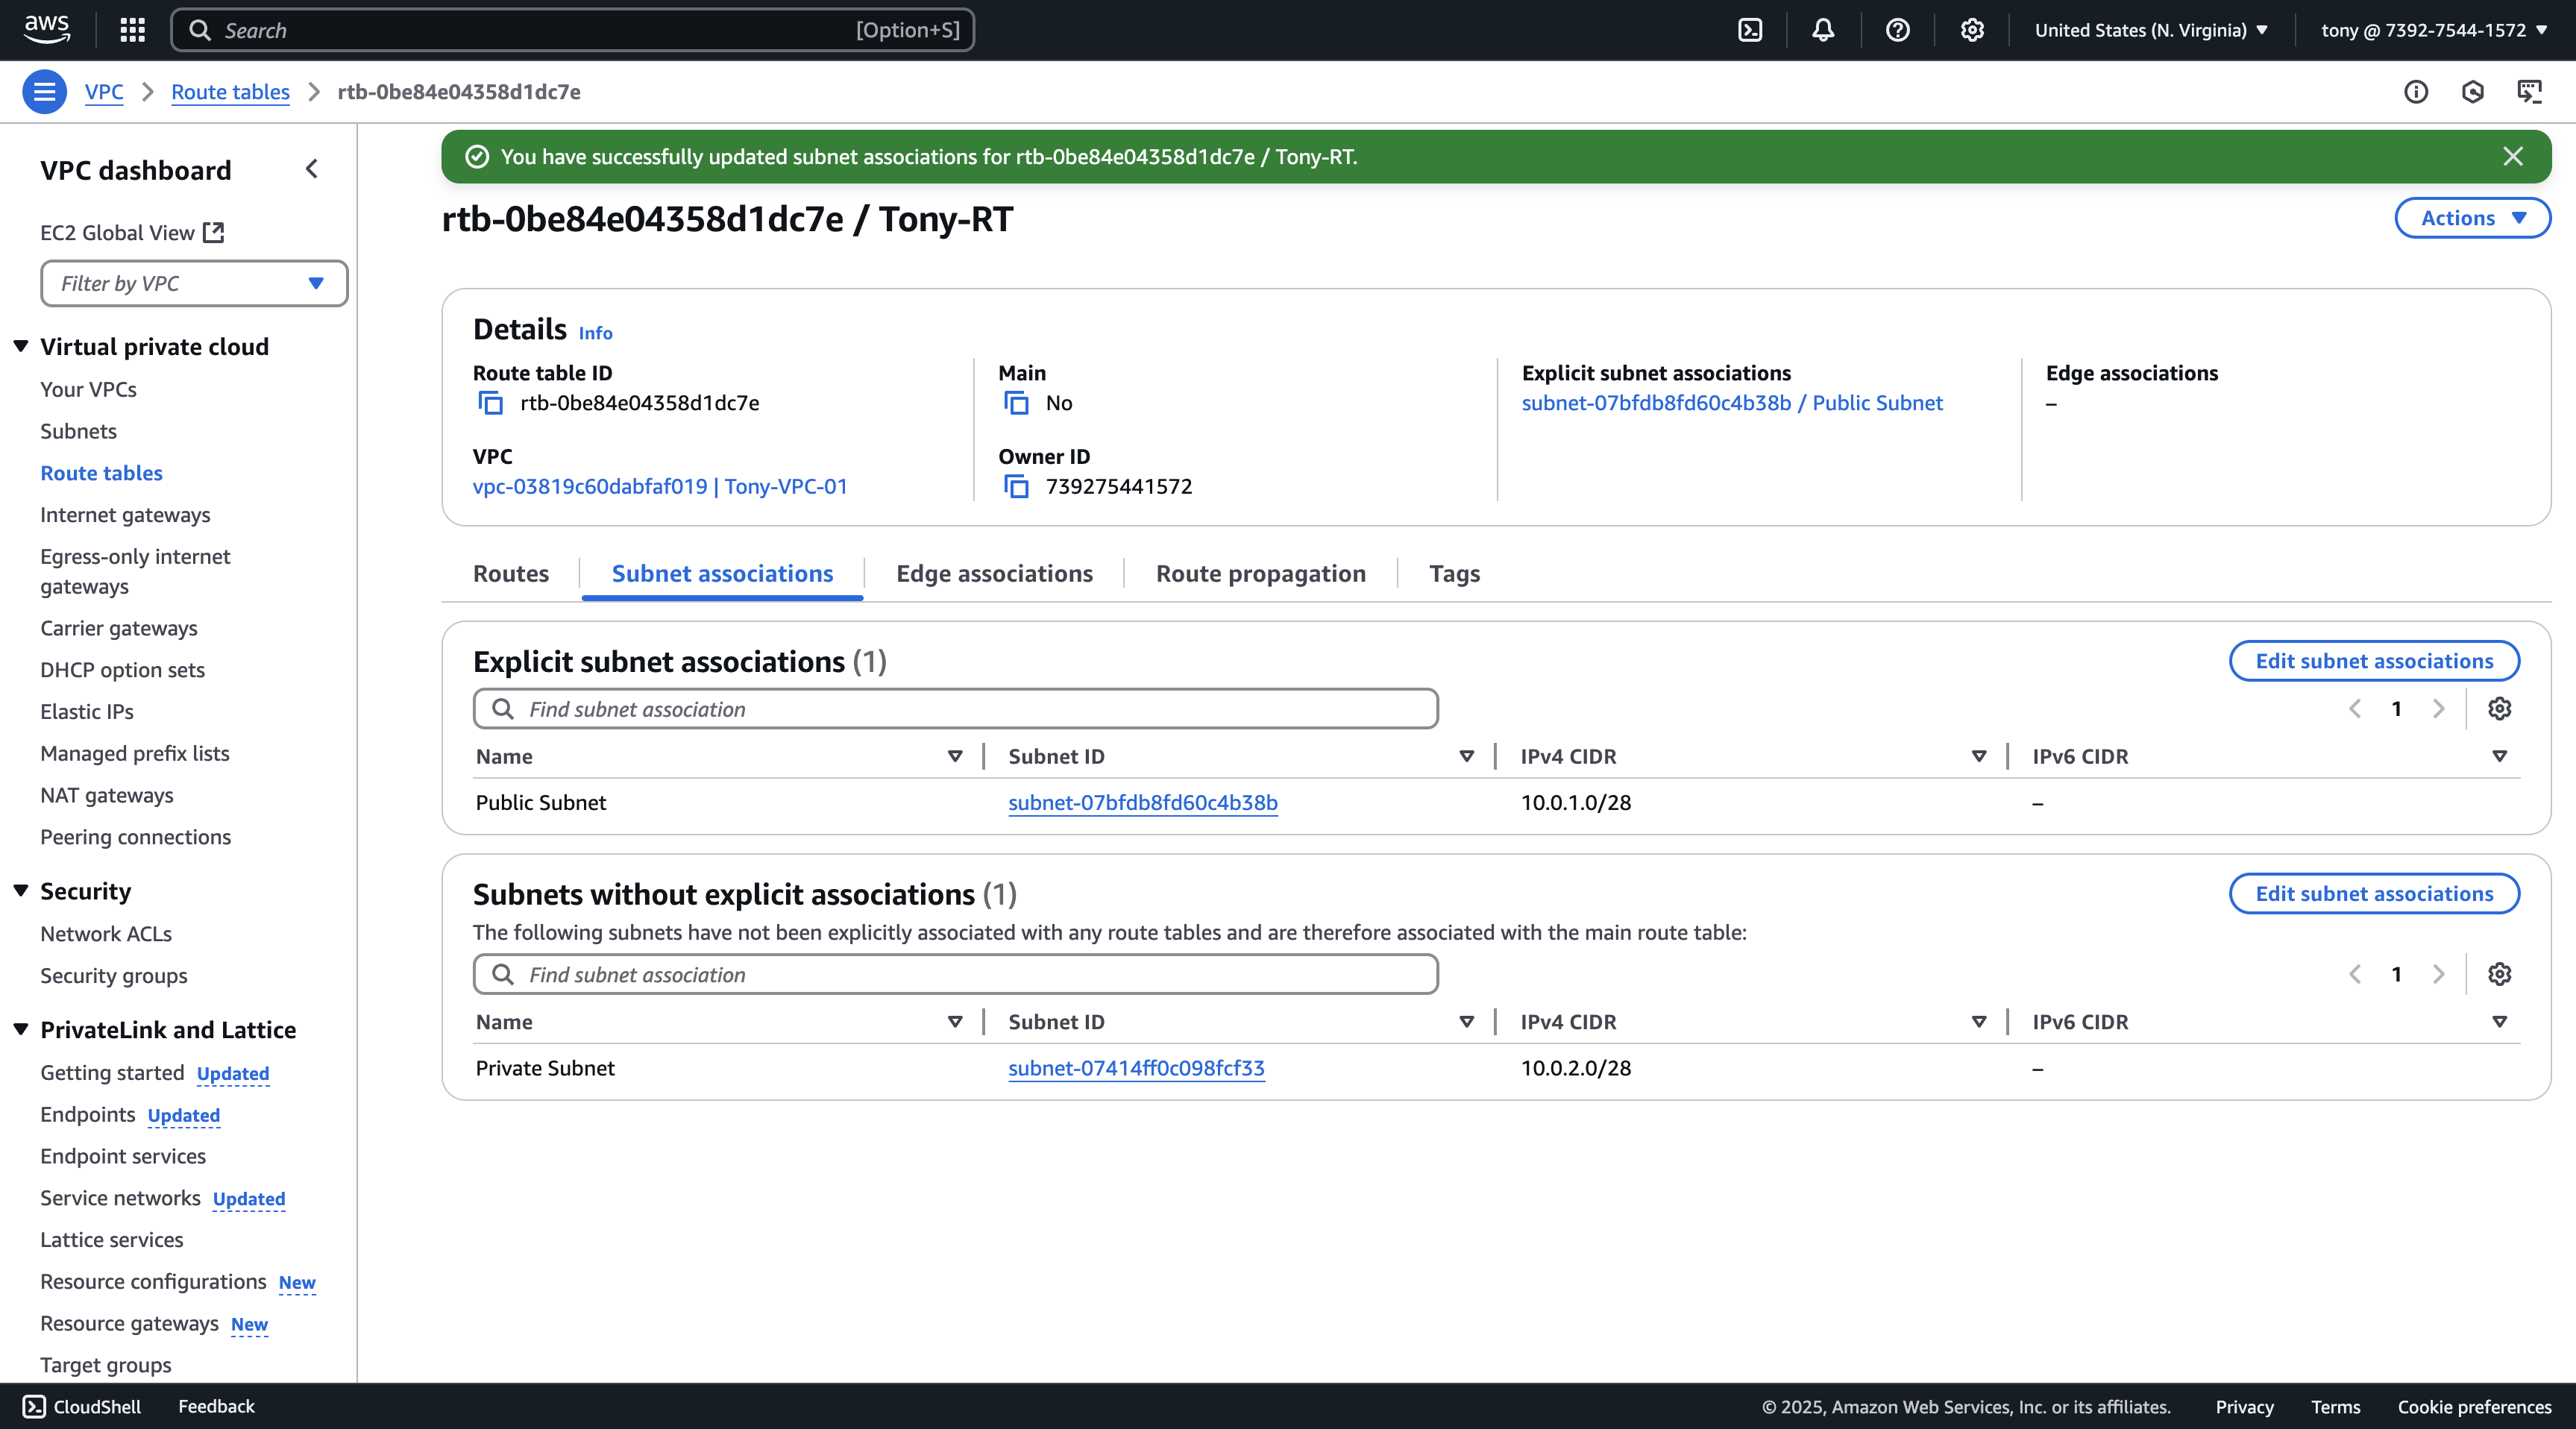 aws
Search [Option+S]
United States (N. Virginia)
tony @ 7392-7544-1572
VPC
Route tables
rtb-0be84e04358d1dc7e
VPC dashboard
EC2 Global View
Filter by VPC
Virtual private cloud
Your VPCs
Subnets
Route tables
Internet gateways
Egress-only internet
gateways
Carrier gateways
DHCP option sets
Elastic IPs
Managed prefix lists
NAT gateways
Peering connections
Security
Network ACLs
Security groups
PrivateLink and Lattice
Getting started Updated
Endpoints Updated
Endpoint services
Service networks Updated
Lattice services
Resource configurations New
Resource gateways New
Target groups
You have successfully updated subnet associations for rtb-0be84e04358d1dc7e / Tony-RT.
rtb-0be84e04358d1dc7e / Tony-RT
Actions
Details Info
Route table ID
rtb-0be84e04358d1dc7e
Main
No
Explicit subnet associations
subnet-07bfdb8fd60c4b38b / Public Subnet
Edge associations
–
VPC
vpc-03819c60dabfaf019 | Tony-VPC-01
Owner ID
739275441572
Routes
Subnet associations
Edge associations
Route propagation
Tags
Explicit subnet associations (1)
Edit subnet associations
Find subnet association
1
Name Subnet ID IPv4 CIDR IPv6 CIDR
Public Subnet subnet-07bfdb8fd60c4b38b 10.0.1.0/28 –
Subnets without explicit associations (1)
Edit subnet associations
The following subnets have not been explicitly associated with any route tables and are therefore associated with the main route table:
Find subnet association
1
Name Subnet ID IPv4 CIDR IPv6 CIDR
Private Subnet subnet-07414ff0c098fcf33 10.0.2.0/28 –
CloudShell
Feedback
© 2025, Amazon Web Services, Inc. or its affiliates.
Privacy
Terms
Cookie preferences